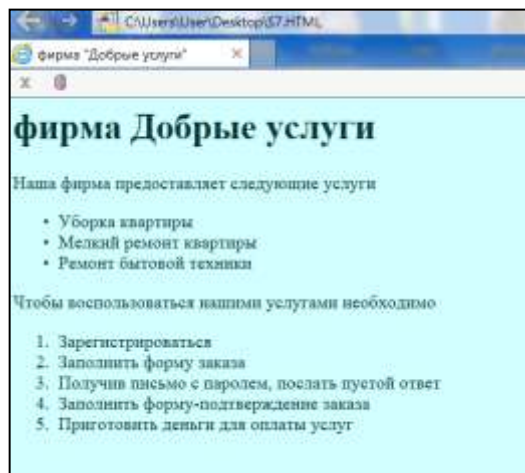 C:\Users\User\Desktop\S7.HTML
фирма "Добрые услуги" ×
x
фирма Добрые услуги
Наша фирма предоставляет следующие услуги
• Уборка квартиры
• Мелкий ремонт квартиры
• Ремонт бытовой техники
Чтобы воспользоваться нашими услугами необходимо
1. Зарегистрироваться
2. Заполнить форму заказа
3. Получив письмо с паролем, послать пустой ответ
4. Заполнить форму-подтверждение заказа
5. Приготовить деньги для оплаты услуг